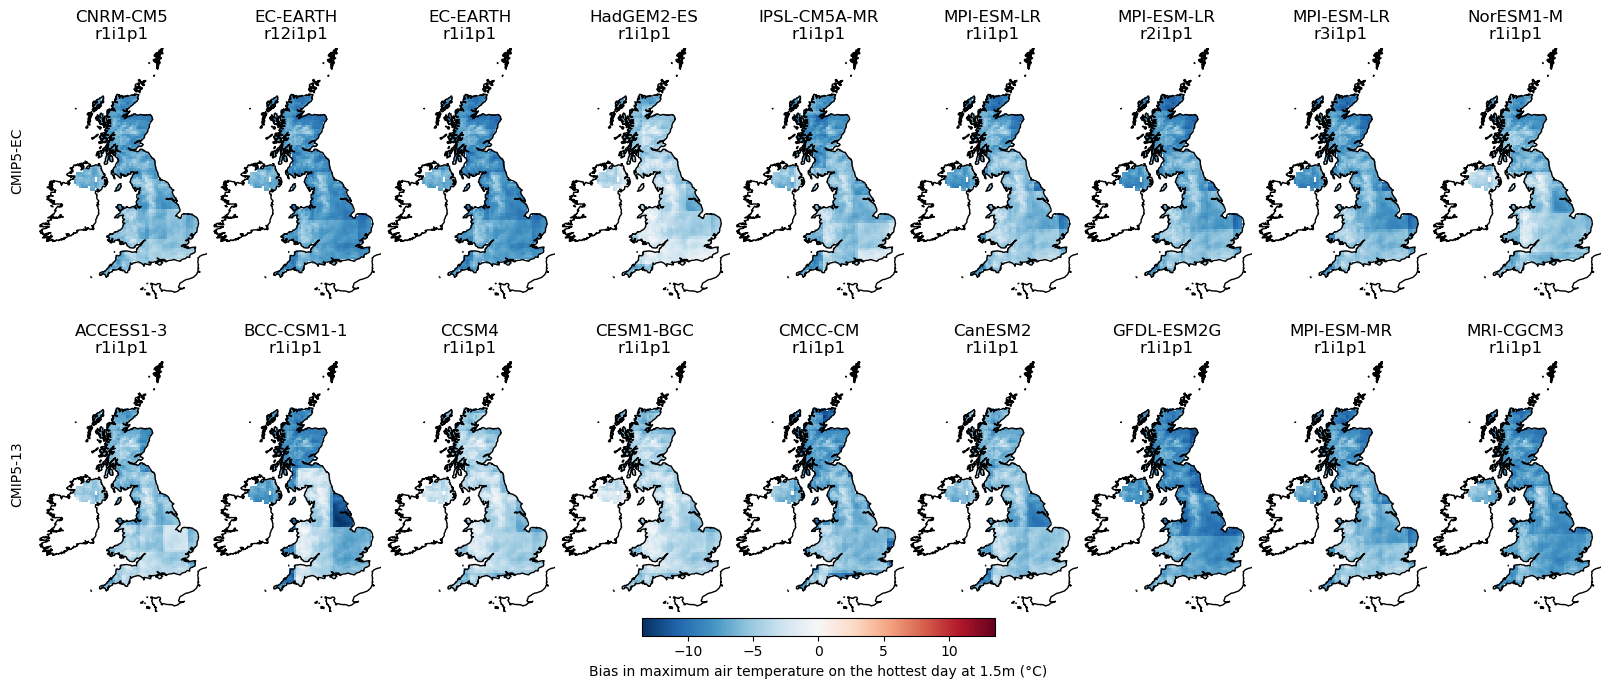 CNRM-CM5 EC-EARTH EC-EARTH HadGEM2-ES IPSL-CM5A-MR MPI-ESM-LR MPI-ESM-LR MPI-ESM-LR NorESM1-M
r1i1p1 r12i1p1 r1i1p1 r1i1p1 r1i1p1 r1i1p1 r2i1p1 r3i1p1 r1i1p1
CMIP5-EC
ACCESS1-3 BCC-CSM1-1 CCSM4 CESM1-BGC CMCC-CM CanESM2 GFDL-ESM2G MPI-ESM-MR MRI-CGCM3
r1i1p1 r1i1p1 r1i1p1 r1i1p1 r1i1p1 r1i1p1 r1i1p1 r1i1p1 r1i1p1
CMIP5-13
−10 −5 0 5 10
Bias in maximum air temperature on the hottest day at 1.5m (°C)